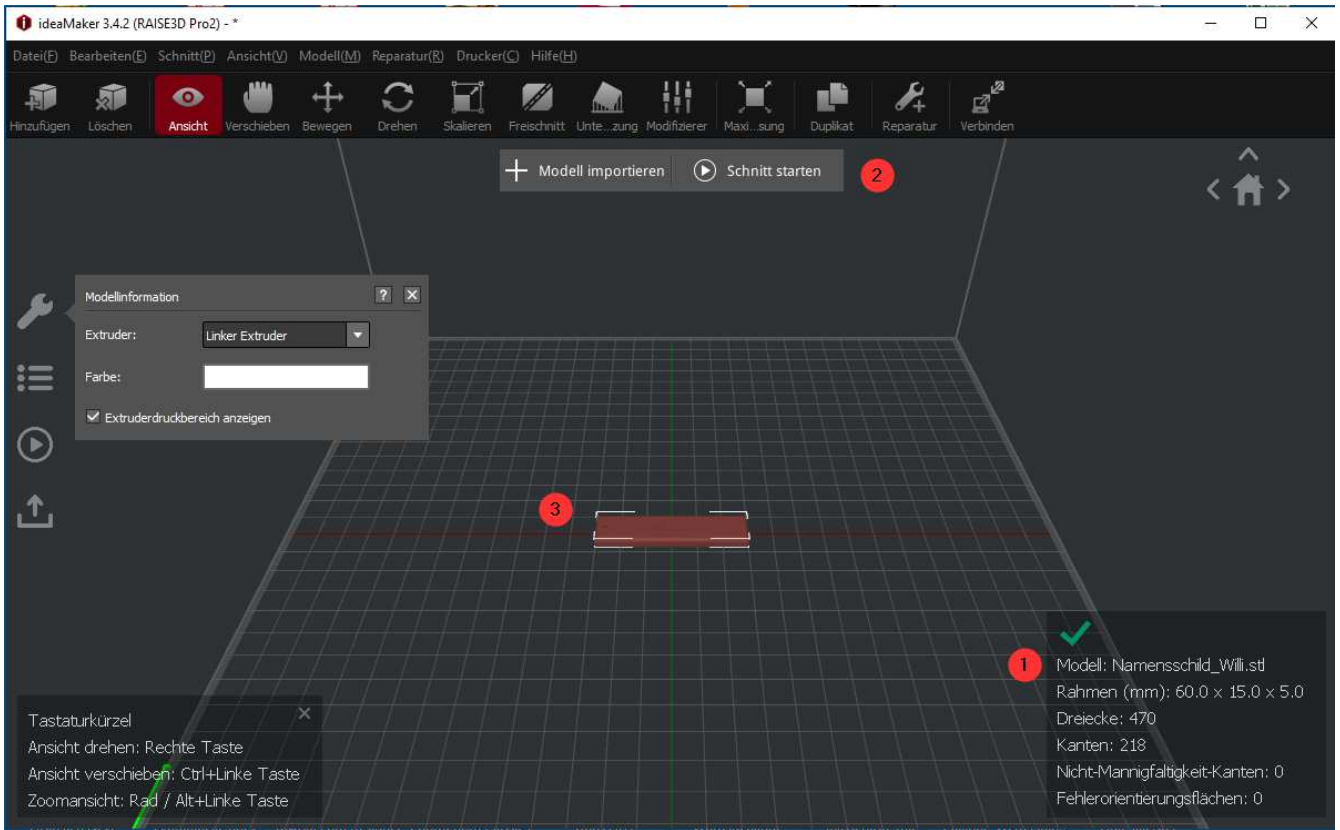 ideaMaker 3.4.2 (RAISE3D Pro2) - *
Datei(F) Bearbeiten(E) Schnitt(P) Ansicht(V) Modell(M) Reparatur(R) Drucker(C) Hilfe(H)
Hinzufügen Löschen Ansicht Verschieben Bewegen Drehen Skalieren Freischnitt Unte...zung Modifizierer Maxi...sung Duplikat Reparatur Verbinden
Modell importieren Schnitt starten 2
Modellinformation ?
Extruder: Linker Extruder
Farbe:
Extruderdruckbereich anzeigen
3
1
Modell: Namensschild_Willi.stl
Rahmen (mm): 60.0 x 15.0 x 5.0
Dreiecke: 470
Kanten: 218
Nicht-Mannigfaltigkeit-Kanten: 0
Fehlerorientierungsflächen: 0
Tastaturkürzel
Ansicht drehen: Rechte Taste
Ansicht verschieben: Ctrl+Linke Taste
Zoomansicht: Rad / Alt+Linke Taste